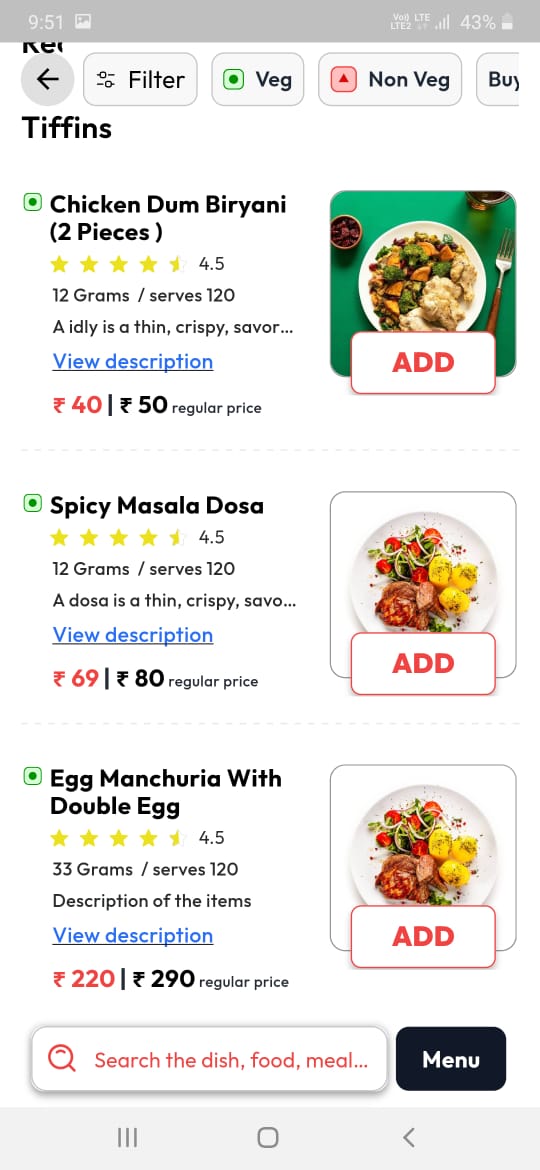 9:51
Vo) LTE
LTE2
43%
Rec
Filter
Veg
Non Veg
Buy
Tiffins
Chicken Dum Biryani
(2 Pieces )
4.5
12 Grams / serves 120
A idly is a thin, crispy, savor...
View description
₹ 40 | ₹ 50 regular price
ADD
Spicy Masala Dosa
4.5
12 Grams / serves 120
A dosa is a thin, crispy, savo...
View description
₹ 69 | ₹ 80 regular price
ADD
Egg Manchuria With
Double Egg
4.5
33 Grams / serves 120
Description of the items
View description
₹ 220 | ₹ 290 regular price
ADD
Search the dish, food, meal...
Menu